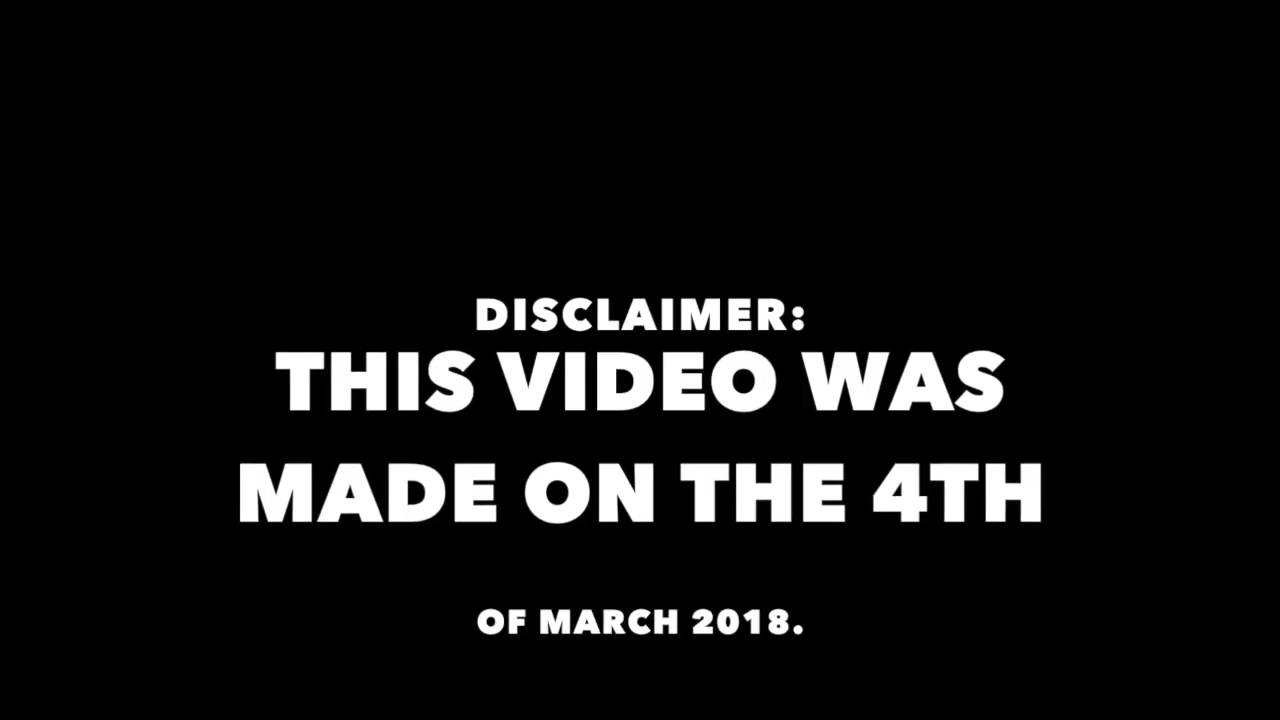 DISCLAIMER:
THIS VIDEO WAS
MADE ON THE 4TH
OF MARCH 2018.